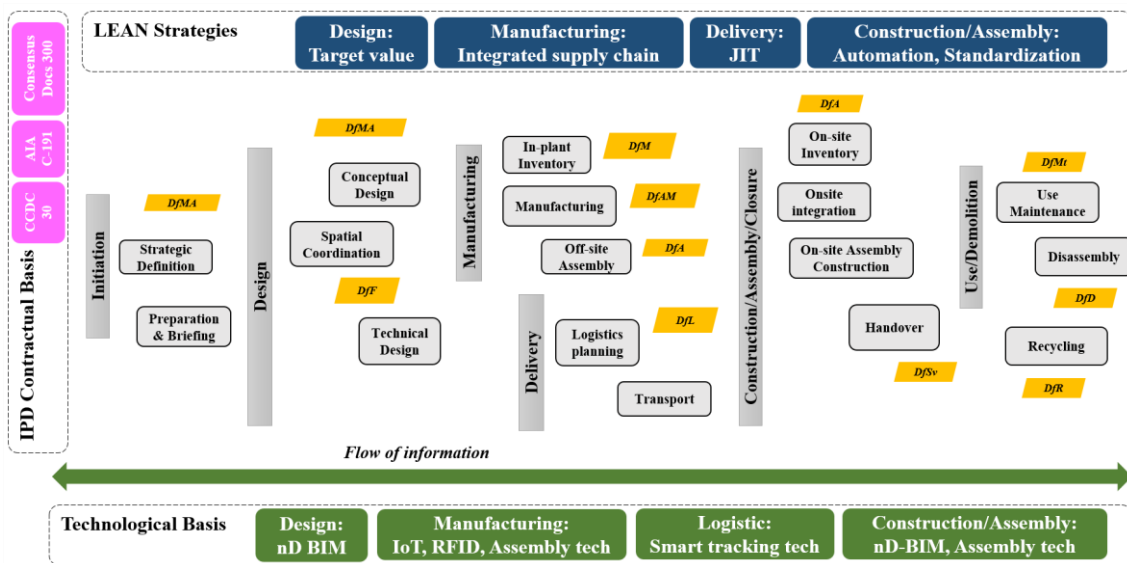 LEAN Strategies
Design:
Target value
Manufacturing:
Integrated supply chain
Delivery:
JIT
Construction/Assembly:
Automation, Standardization
IPD Contractual Basis
Consensus
Docs 300
AIA
C-191
CCDC
30
Initiation
DfMA
Strategic
Definition
Preparation
& Briefing
Design
DfMA
Conceptual
Design
Spatial
Coordination
DfF
Technical
Design
Manufacturing
In-plant
Inventory
DfM
Manufacturing
DfAM
Off-site
Assembly
DfA
Delivery
Logistics
planning
DfL
Transport
Construction/Assembly/Closure
DfA
On-site
Inventory
Onsite
integration
On-site Assembly
Construction
Handover
DfSv
Use/Demolition
DfMt
Use
Maintenance
Disassembly
DfD
Recycling
DfR
Flow of information
Technological Basis
Design:
nD BIM
Manufacturing:
IoT, RFID, Assembly tech
Logistic:
Smart tracking tech
Construction/Assembly:
nD-BIM, Assembly tech